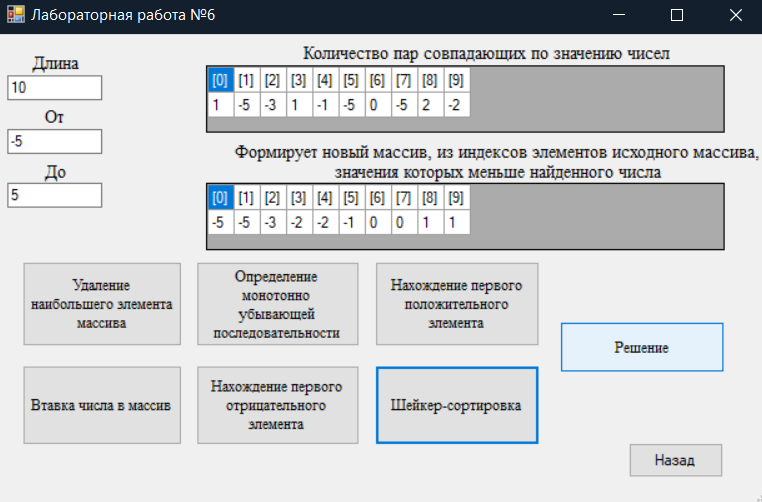 Лабораторная работа №6
Количество пар совпадающих по значению чисел
Длина
10
[0] [1] [2] [3] [4] [5] [6] [7] [8] [9]
1 -5 -3 1 -1 -5 0 -5 2 -2
От
-5
Формирует новый массив, из индексов элементов исходного массива,
значения которых меньше найденного числа
До
5
[0] [1] [2] [3] [4] [5] [6] [7] [8] [9]
-5 -5 -3 -2 -2 -1 0 0 1 1
Удаление
наибольшего элемента
массива
Определение
монотонно
убывающей
последовательности
Нахождение первого
положительного
элемента
Решение
Втавка числа в массив
Нахождение первого
отрицательного
элемента
Шейкер-сортировка
Назад